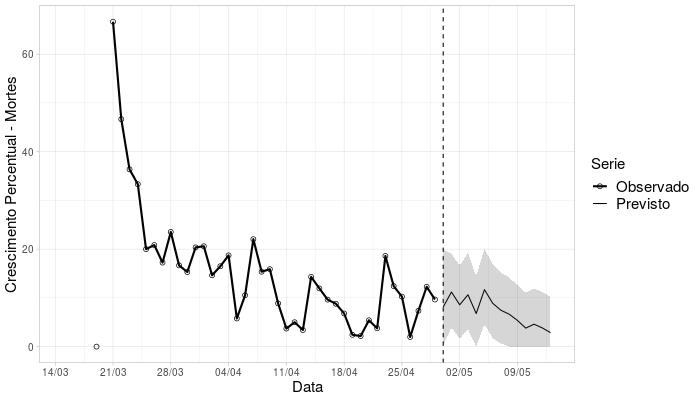 Crescimento Percentual - Mortes
60
40
20
0
14/03 21/03 28/03 04/04 11/04 18/04 25/04 02/05 09/05
Data
Serie
Observado
Previsto